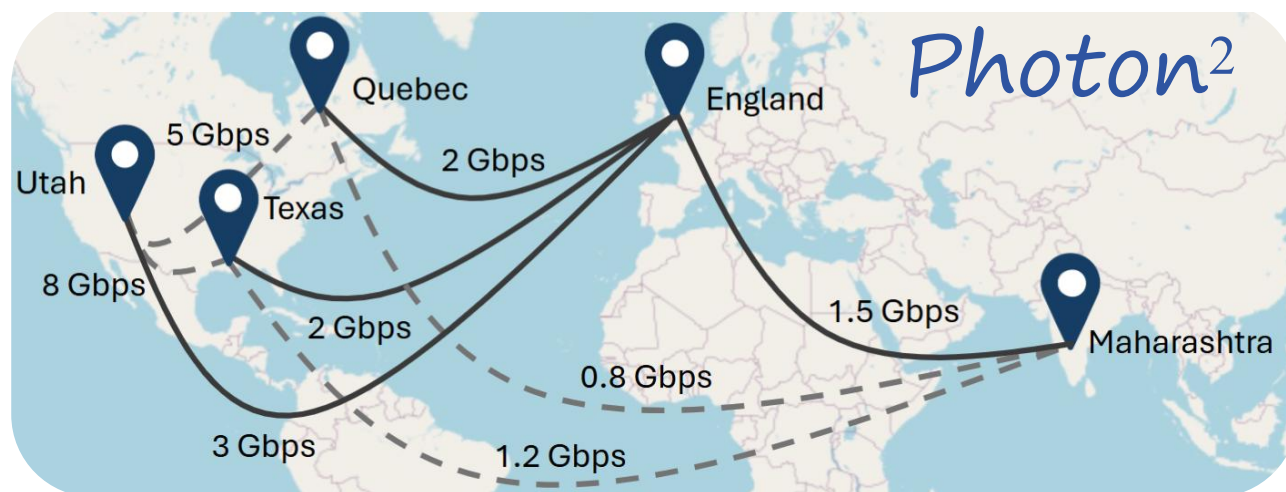 Photon²
Quebec
England
5 Gbps
2 Gbps
Utah
Texas
8 Gbps
2 Gbps
1.5 Gbps
Maharashtra
0.8 Gbps
3 Gbps
1.2 Gbps